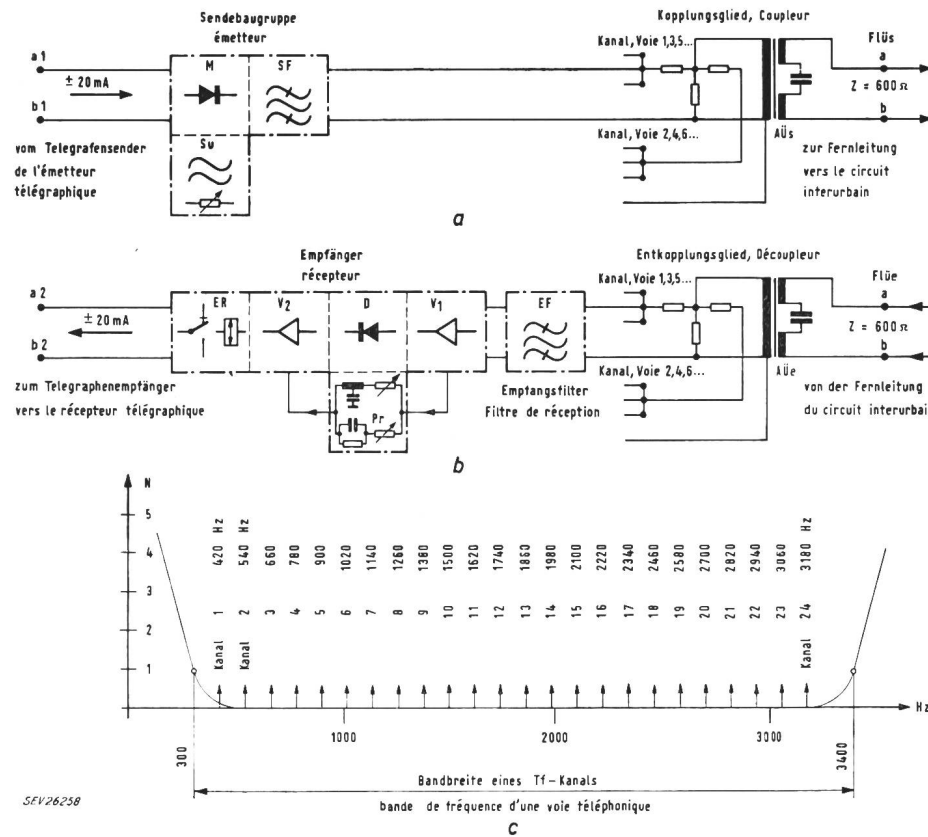 Sendebaugruppe
émetteur
Kopplungsglied, Coupleur
a1
± 20mA
b1
M
SF
Su
Kanal, Voie 1,3,5...
Kanal, Voie 2,4,6...
AÜs
Flüs
a
Z = 600 Ω
b
vom Telegrafensender
de l'émetteur
télégraphique
zur Fernleitung
vers le circuit
interurbain
a
Empfänger
récepteur
Entkopplungsglied, Découpleur
a2
± 20mA
b2
ER
V2
D
V1
EF
Pr
Kanal, Voie 1,3,5...
Kanal, Voie 2,4,6...
AÜe
Flüe
a
Z = 600 Ω
b
zum Telegraphenempfänger
vers le récepteur télégraphique
Empfangsfilter
Filtre de réception
von der Fernleitung
du circuit interurbain
b
N
5
4
3
2
1
420 Hz
540 Hz
660
780
900
1020
1140
1260
1380
1500
1620
1740
1860
1980
2100
2220
2340
2460
2580
2700
2820
2940
3060
3180 Hz
Kanal 1
Kanal 2
3
4
5
6
7
8
9
10
11
12
13
14
15
16
17
18
19
20
21
22
23
Kanal 24
300
1000
2000
3000
3400
Hz
Bandbreite eines Tf-Kanals
bande de fréquence d'une voie téléphonique
SEV26258
c